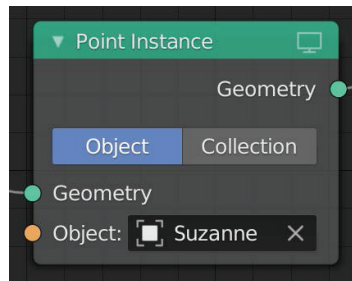 Point Instance
Geometry
Object Collection
Geometry
Object: Suzanne